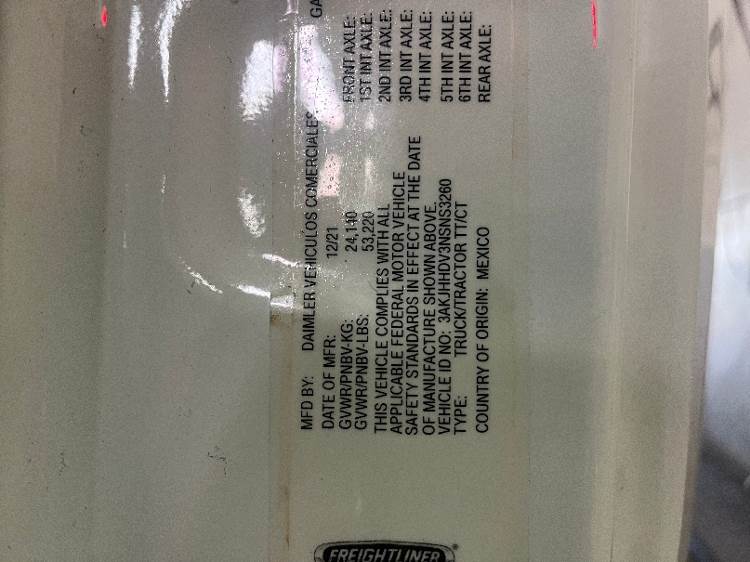 FREIGHTLINER
MFD BY: DAIMLER VEHICULOS COMERCIALES
DATE OF MFR: 12/21
GVWR/PNBV-KG: 24,140
GVWR/PNBV-LBS: 53,220
THIS VEHICLE COMPLIES WITH ALL
APPLICABLE FEDERAL MOTOR VEHICLE
SAFETY STANDARDS IN EFFECT AT THE DATE
OF MANUFACTURE SHOWN ABOVE.
VEHICLE ID NO: 3AKJHHDV3NSNS3260
TYPE: TRUCK/TRACTOR TT/CT
COUNTRY OF ORIGIN: MEXICO
FRONT AXLE:
1ST INT AXLE:
2ND INT AXLE:
3RD INT AXLE:
4TH INT AXLE:
5TH INT AXLE:
6TH INT AXLE:
REAR AXLE: